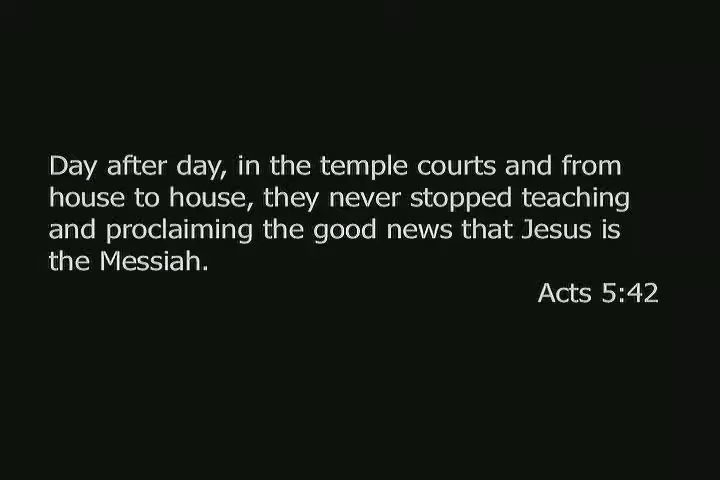 Day after day, in the temple courts and from
house to house, they never stopped teaching
and proclaiming the good news that Jesus is
the Messiah.
Acts 5:42